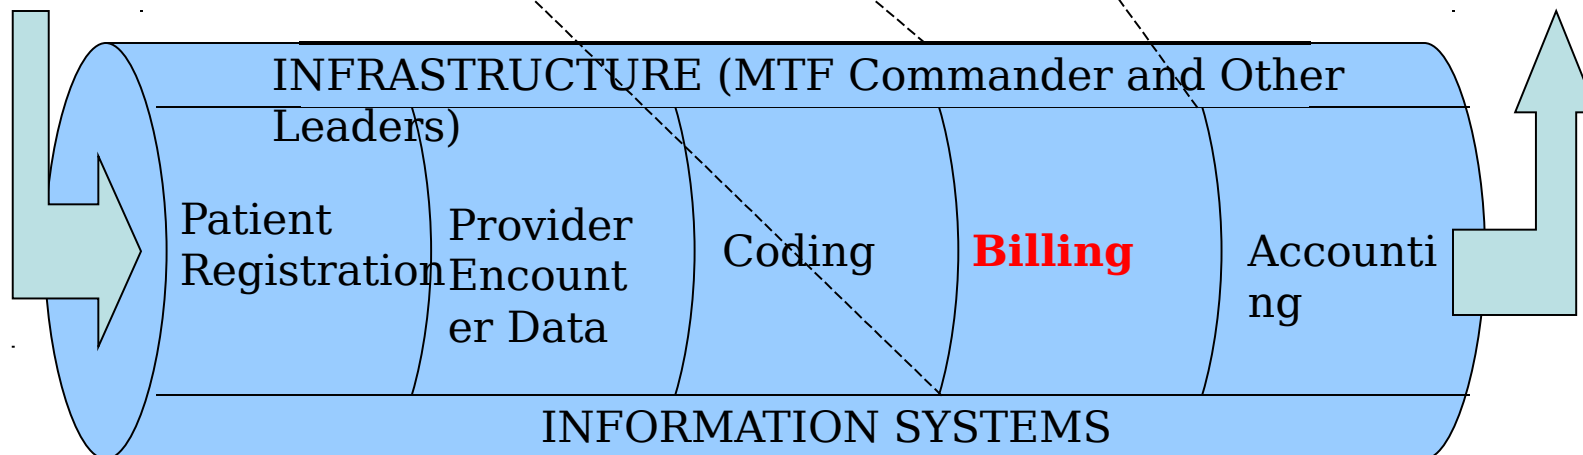 INFRASTRUCTURE (MTF Commander and Other
Leaders)
Patient
Registration
Provider
Encount
er Data
Coding
Billing
Accounti
ng
INFORMATION SYSTEMS